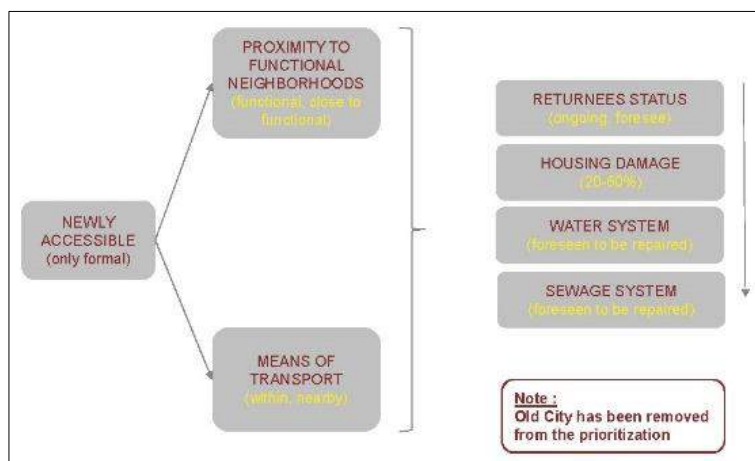 PROXIMITY TO
FUNCTIONAL
NEIGHBORHOODS
(functional, close to
functional)
NEWLY
ACCESSIBLE
(only formal)
MEANS OF
TRANSPORT
(within, nearby)
RETURNEES STATUS
(ongoing, foresee)
HOUSING DAMAGE
(20-60%)
WATER SYSTEM
(foreseen to be repaired)
SEWAGE SYSTEM
(foreseen to be repaired)
Note :
Old City has been removed
from the prioritization